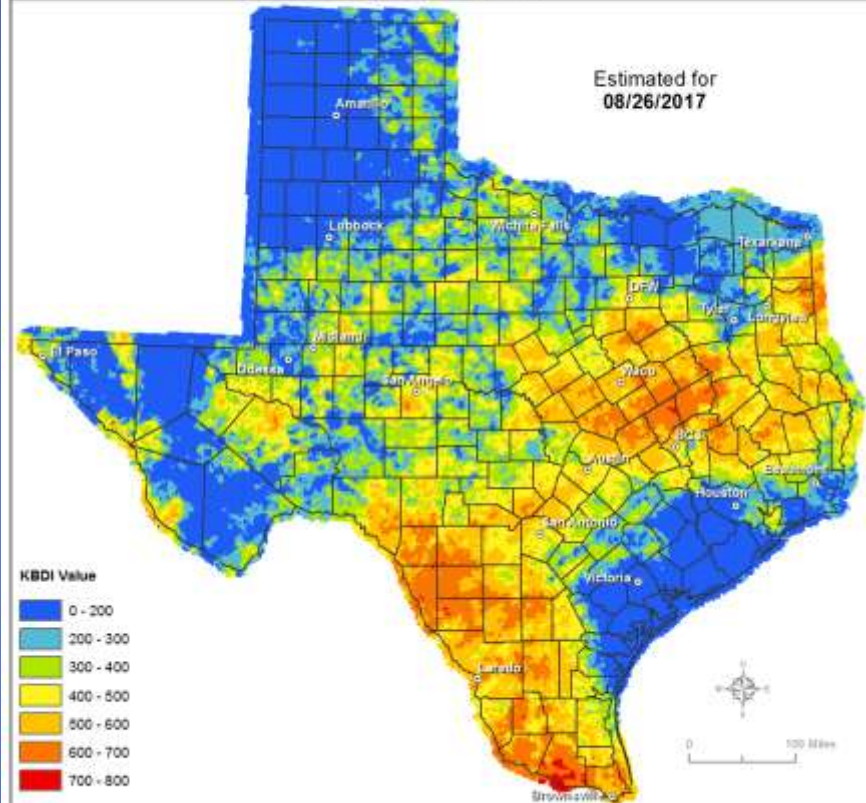 Estimated for
08/26/2017
Amarillo
Lubbock
Wichita Falls
Texarkana
DFW
Tyler
Longview
El Paso
Midland
Odessa
San Angelo
Waco
BCS
Austin
Beaumont
Houston
San Antonio
Victoria
Laredo
Brownsville
KBDI Value
0 - 200
200 - 300
300 - 400
400 - 500
500 - 600
600 - 700
700 - 800
0 100 Miles